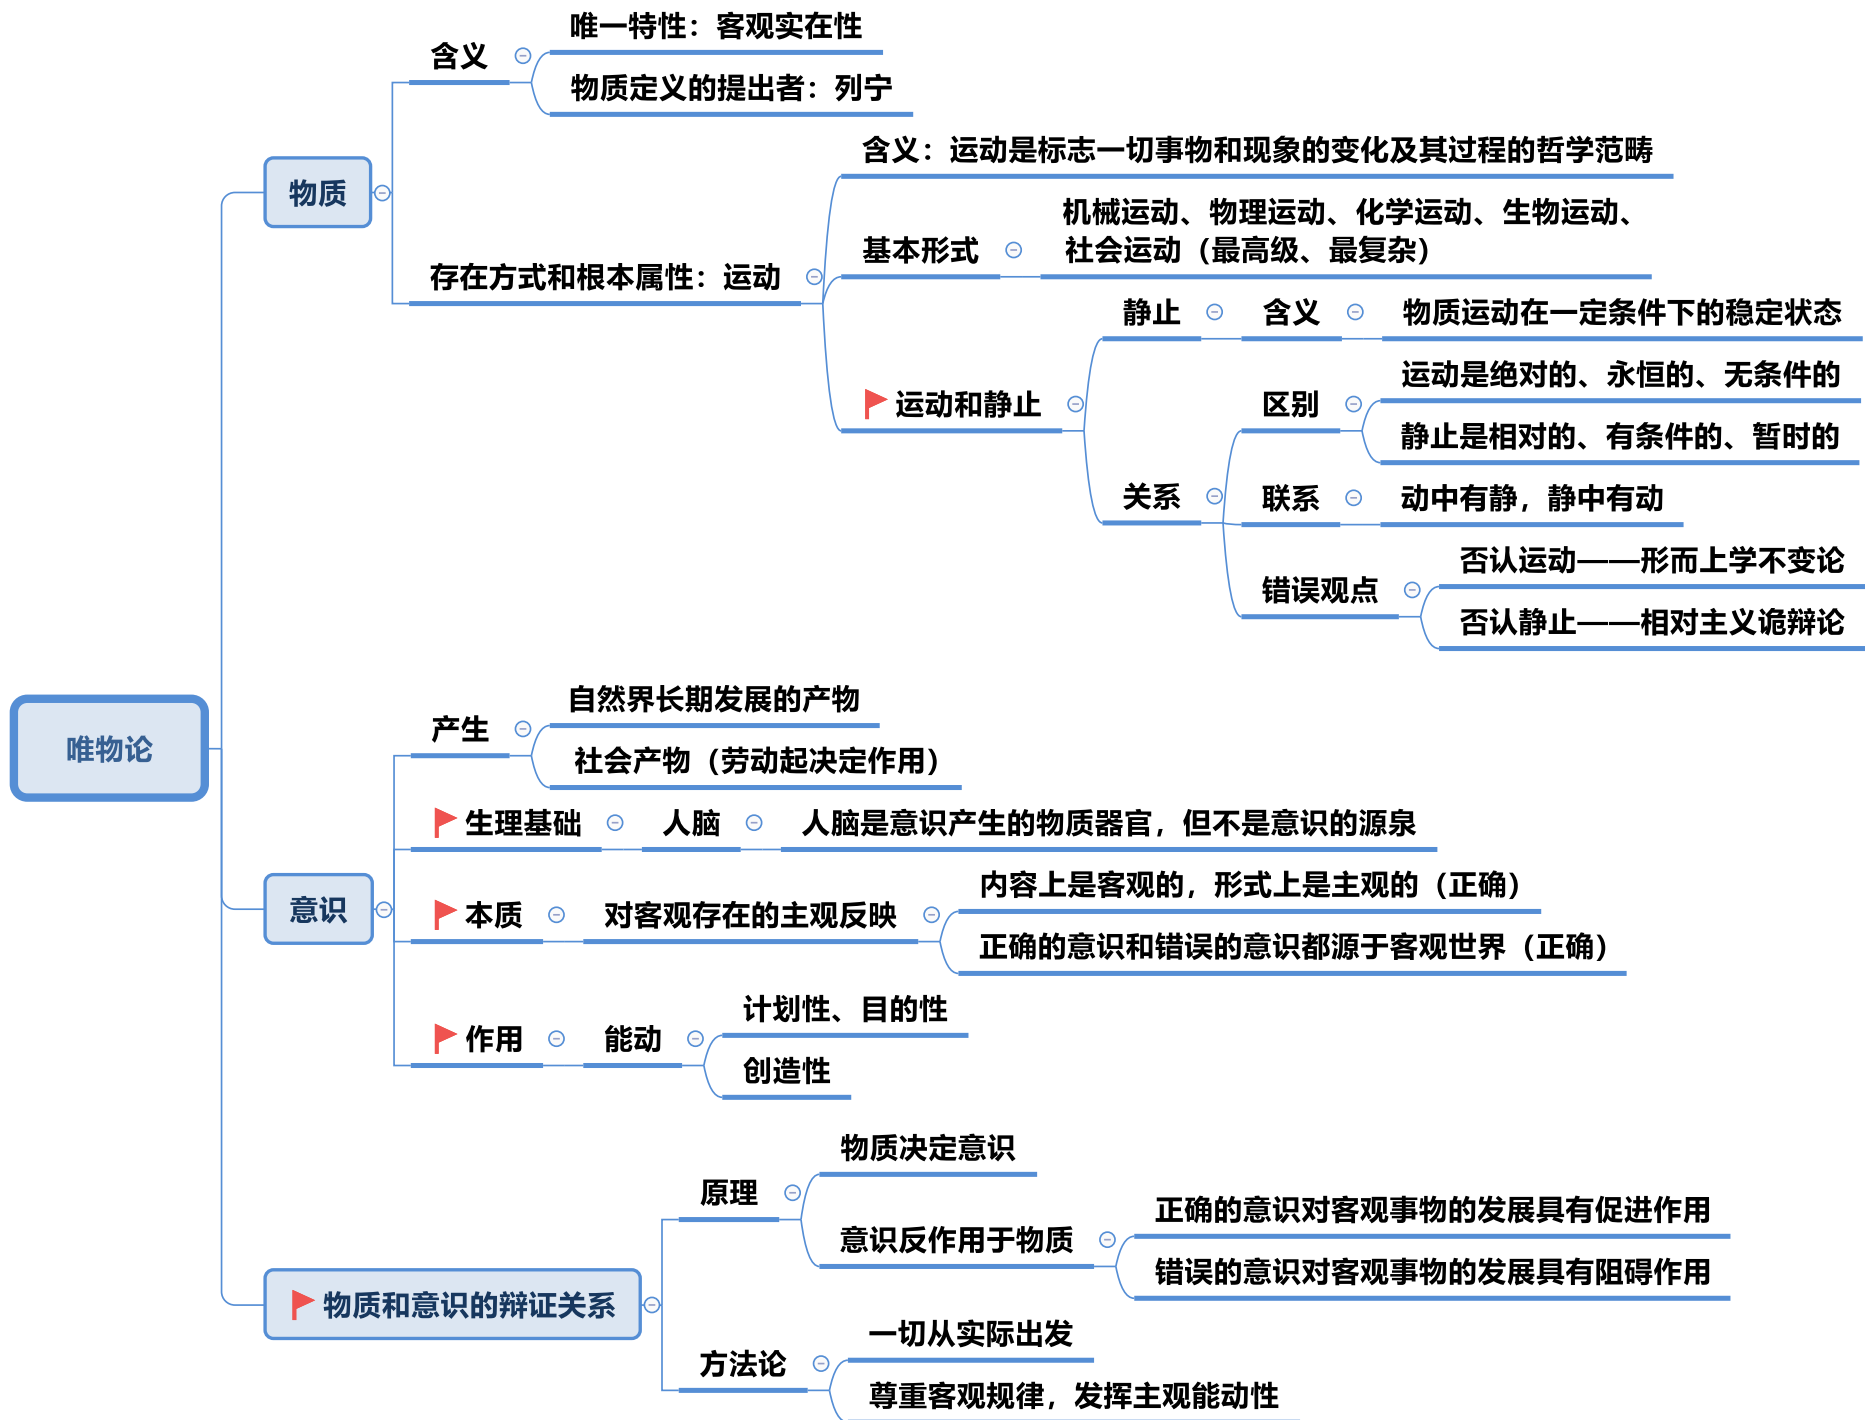 唯物论
物质
含义
唯一特性：客观实在性
物质定义的提出者：列宁
存在方式和根本属性：运动
含义：运动是标志一切事物和现象的变化及其过程的哲学范畴
基本形式
机械运动、物理运动、化学运动、生物运动、
社会运动（最高级、最复杂）
运动和静止
静止
含义
物质运动在一定条件下的稳定状态
关系
区别
运动是绝对的、永恒的、无条件的
静止是相对的、有条件的、暂时的
联系
动中有静，静中有动
错误观点
否认运动——形而上学不变论
否认静止——相对主义诡辩论
意识
产生
自然界长期发展的产物
社会产物（劳动起决定作用）
生理基础
人脑
人脑是意识产生的物质器官，但不是意识的源泉
本质
对客观存在的主观反映
内容上是客观的，形式上是主观的（正确）
正确的意识和错误的意识都源于客观世界（正确）
作用
能动
计划性、目的性
创造性
物质和意识的辩证关系
原理
物质决定意识
意识反作用于物质
正确的意识对客观事物的发展具有促进作用
错误的意识对客观事物的发展具有阻碍作用
方法论
一切从实际出发
尊重客观规律，发挥主观能动性